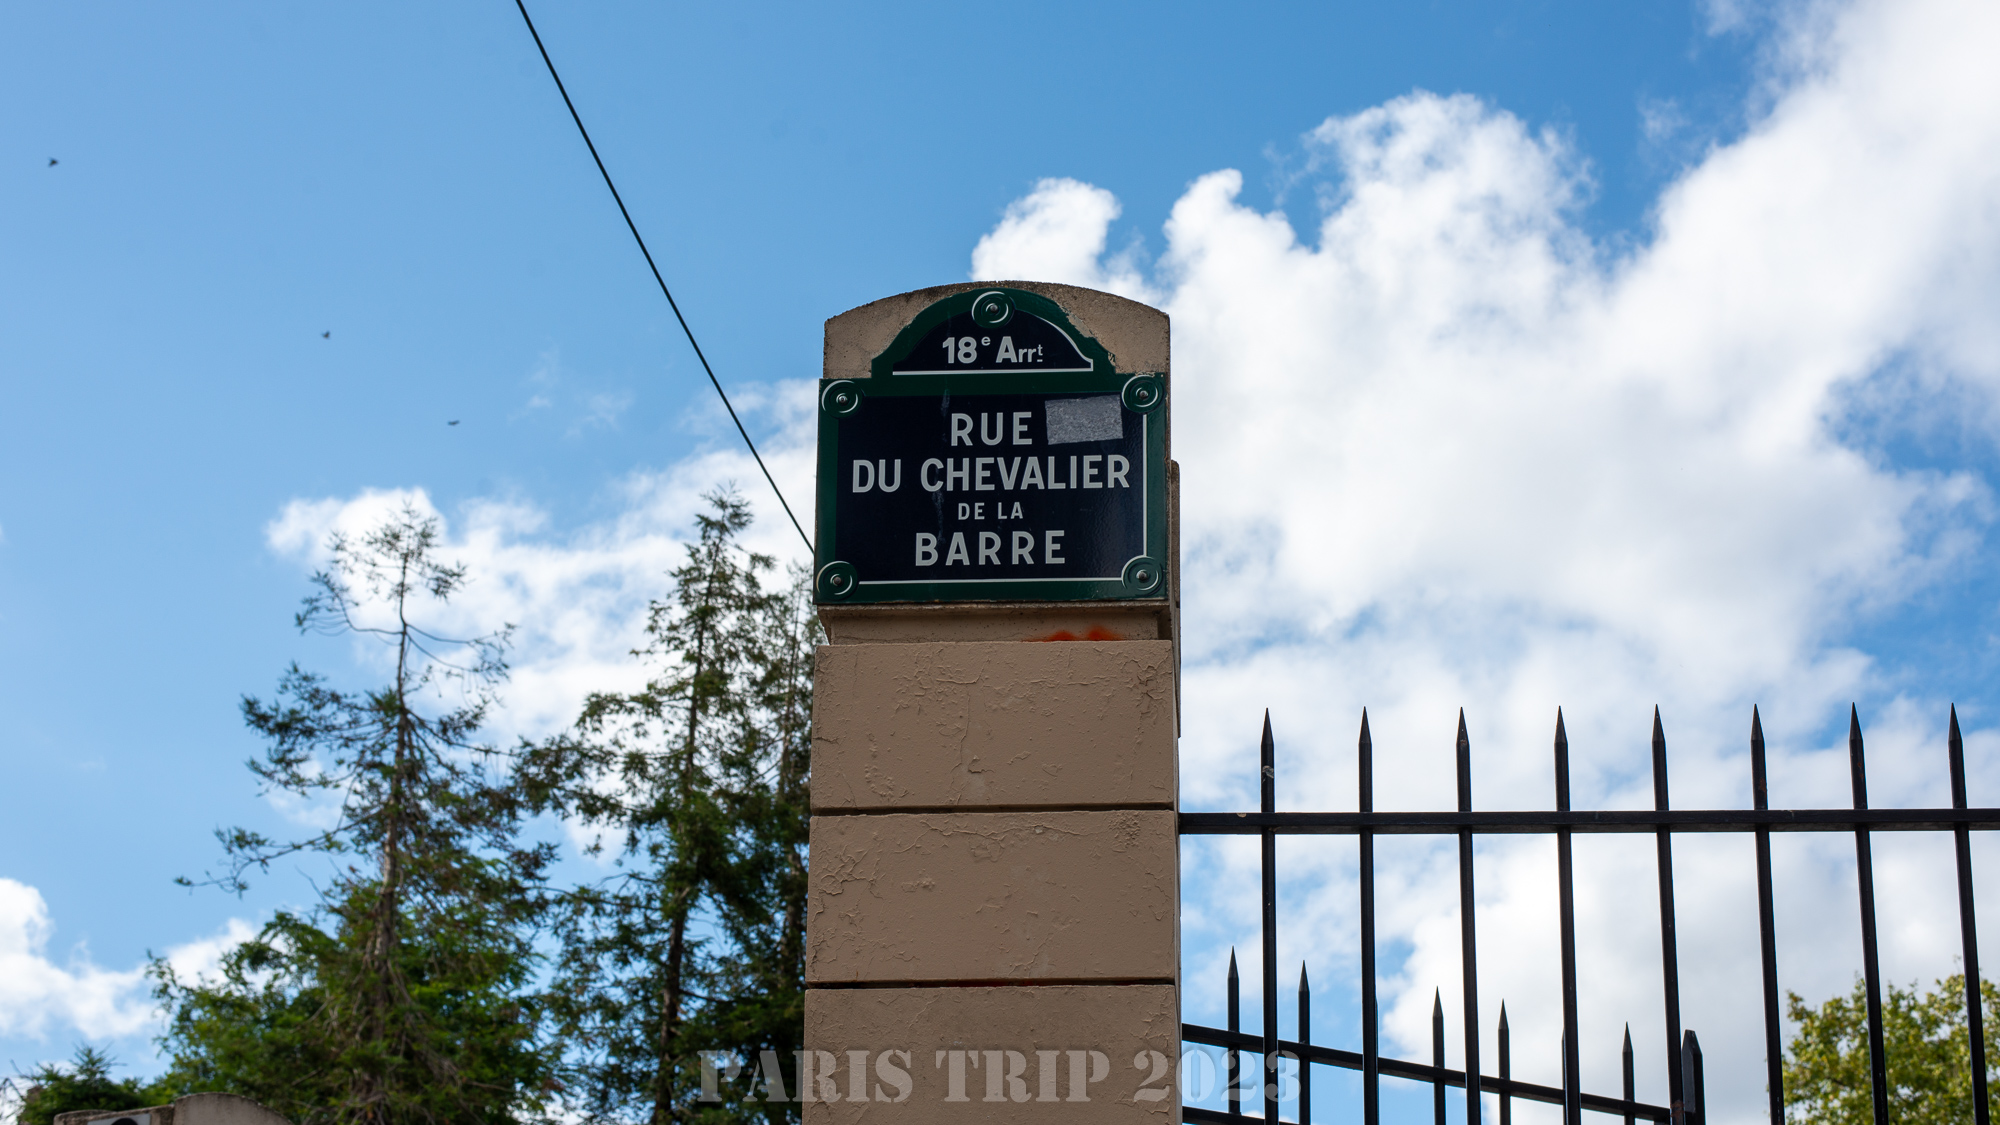 18e Arrt
RUE
DU CHEVALIER
DE LA
BARRE
PARIS TRIP 2023